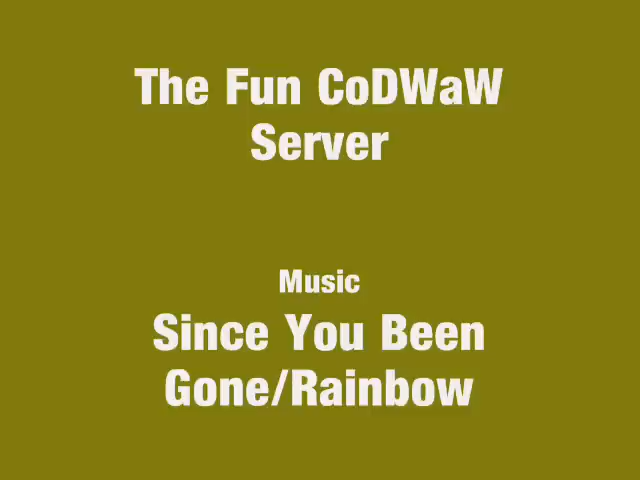 The Fun CoDWaW
Server
Music
Since You Been
Gone/Rainbow